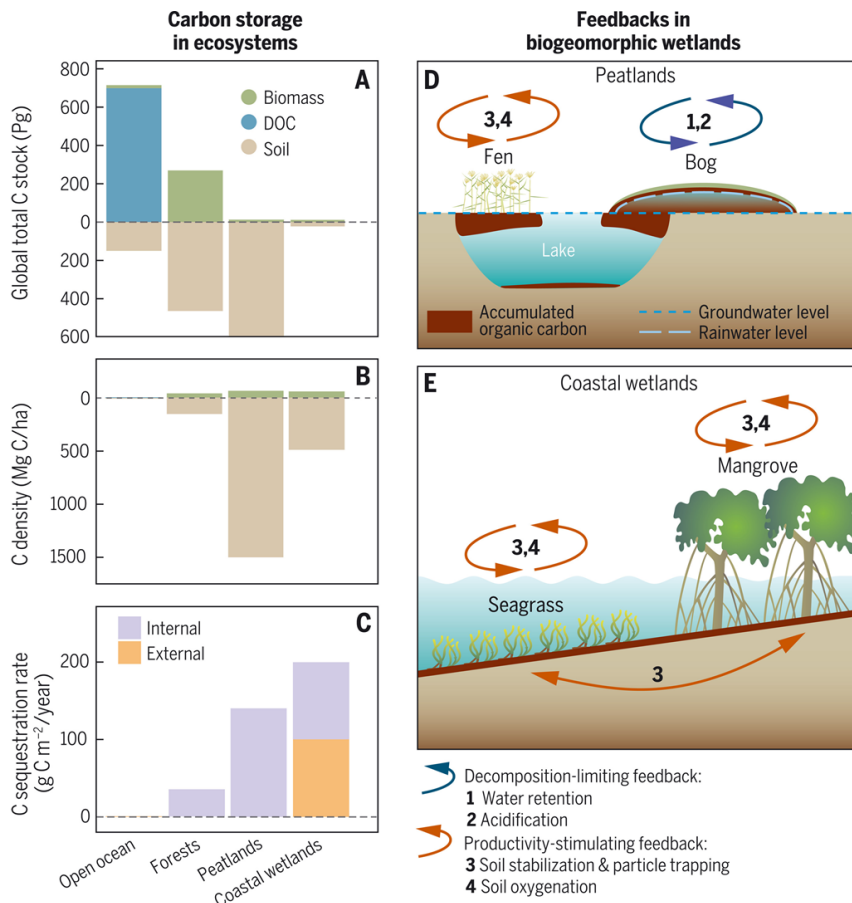 Carbon storage
in ecosystems
Global total C stock (Pg)
800
600
400
200
0
200
400
600
A
Biomass
DOC
Soil
C density (Mg C/ha)
0
500
1000
1500
B
C sequestration rate
(g C m⁻²/year)
200
100
0
C
Internal
External
Open ocean
Forests
Peatlands
Coastal wetlands
Feedbacks in
biogeomorphic wetlands
D
Peatlands
3,4
Fen
1,2
Bog
Lake
Accumulated
organic carbon
Groundwater level
Rainwater level
E
Coastal wetlands
3,4
Mangrove
3,4
Seagrass
3
Decomposition-limiting feedback:
1 Water retention
2 Acidification
Productivity-stimulating feedback:
3 Soil stabilization & particle trapping
4 Soil oxygenation